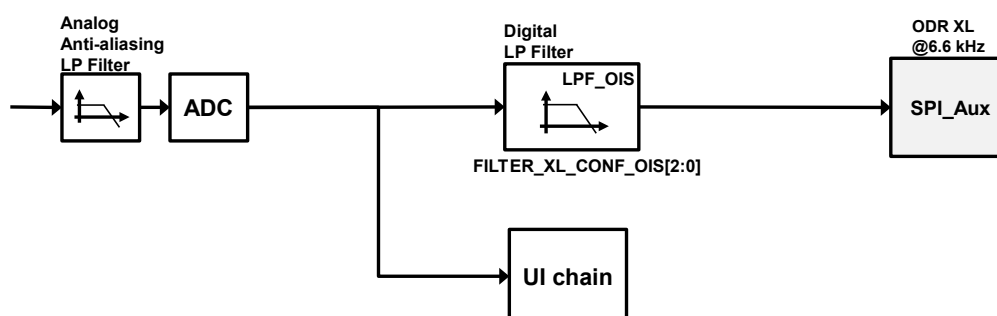 Analog
Anti-aliasing
LP Filter
ADC
Digital
LP Filter
LPF_OIS
FILTER_XL_CONF_OIS[2:0]
ODR XL
@6.6 kHz
SPI_Aux
UI chain